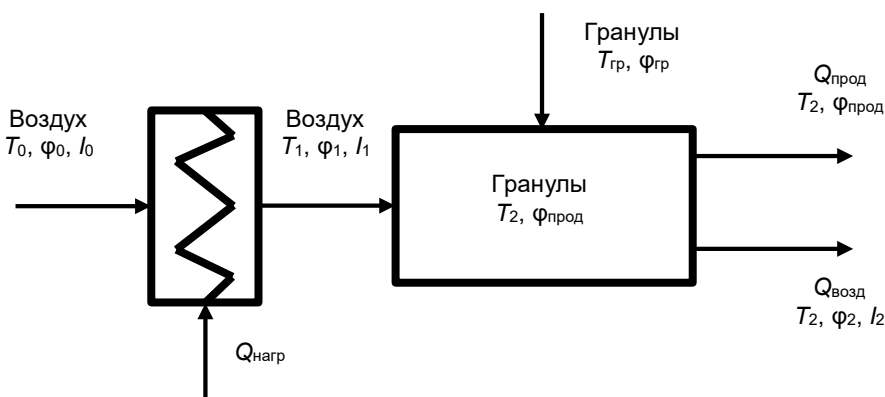 Гранулы
Tгр, φгр
Qпрод
T2, φпрод
Воздух
T0, φ0, I0
Воздух
T1, φ1, I1
Гранулы
T2, φпрод
Qвозд
T2, φ2, I2
Qнагр